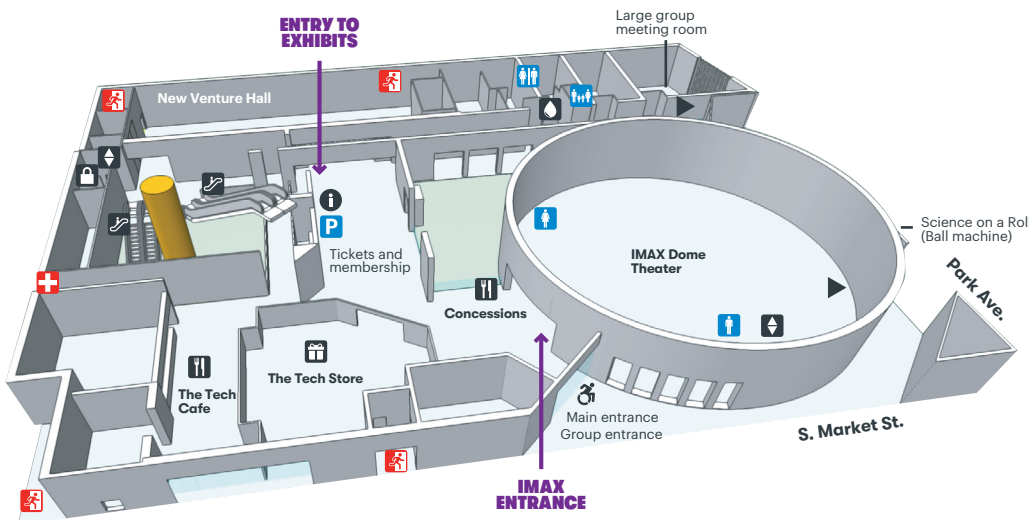 Large group
meeting room
ENTRY TO
EXHIBITS
New Venture Hall
i
P
Tickets and
membership
Science on a Roll
(Ball machine)
IMAX Dome
Theater
Park Ave.
Concessions
The Tech Store
The Tech
Cafe
Main entrance
Group entrance
S. Market St.
IMAX
ENTRANCE